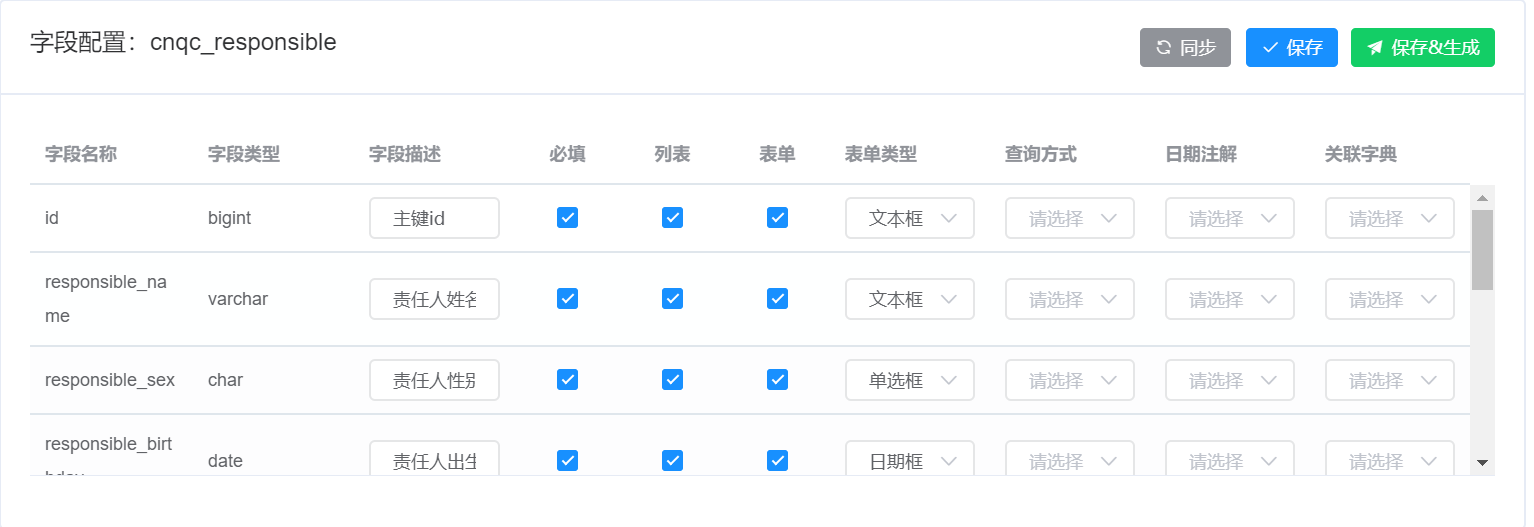 字段配置：cnqc_responsible
同步 保存 保存&生成
字段名称 字段类型 字段描述 必填 列表 表单 表单类型 查询方式 日期注解 关联字典
id bigint 主键id 文本框 请选择 请选择 请选择
responsible_na
me varchar 责任人姓名 文本框 请选择 请选择 请选择
responsible_sex char 责任人性别 单选框 请选择 请选择 请选择
responsible_birt
date 责任人出生 日期框 请选择 请选择 请选择